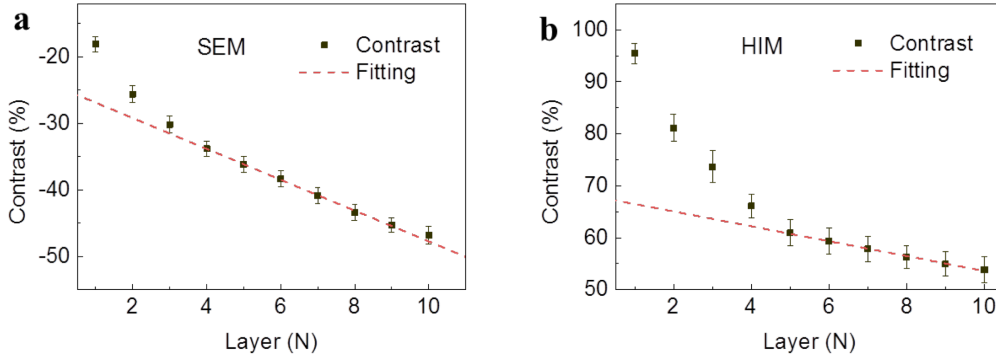 a
SEM
Contrast
Fitting
Contrast (%)
-20
-30
-40
-50
2
4
6
8
10
Layer (N)
b
HIM
Contrast
Fitting
Contrast (%)
100
90
80
70
60
50
2
4
6
8
10
Layer (N)